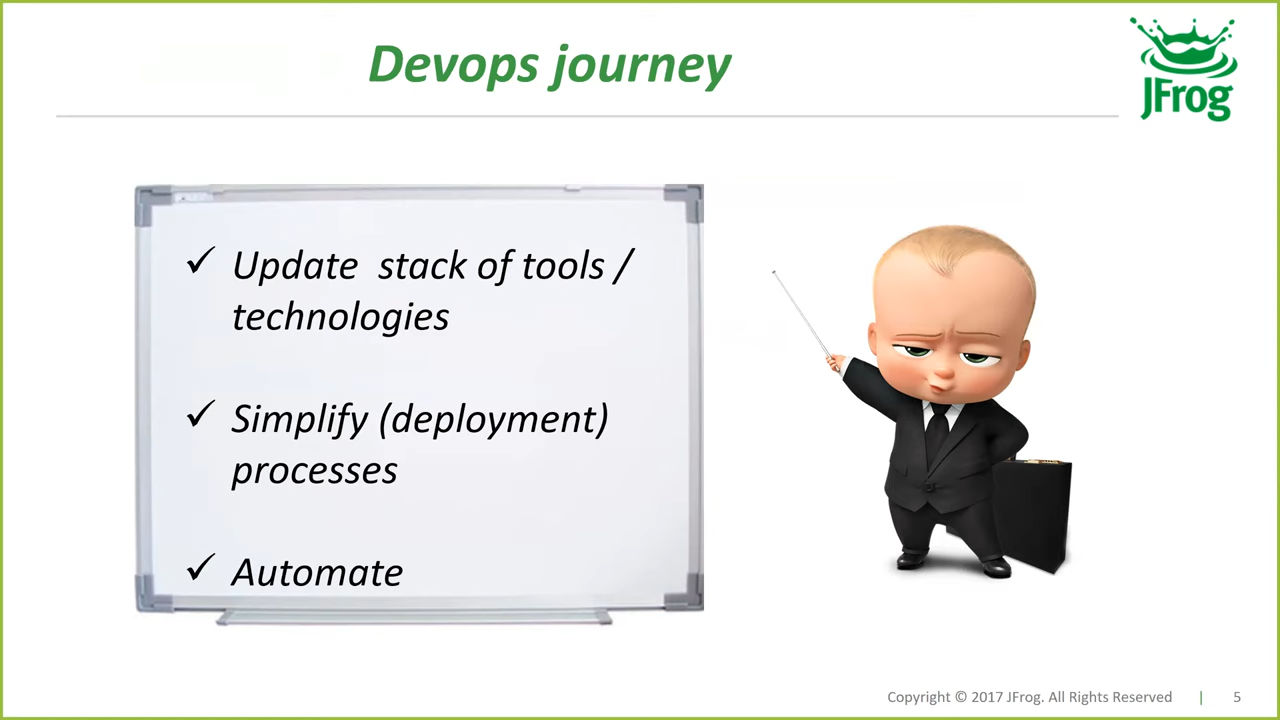 Devops journey
JFrog
✓ Update  stack of tools /
technologies
✓ Simplify (deployment)
processes
✓ Automate
Copyright © 2017 JFrog. All Rights Reserved | 5